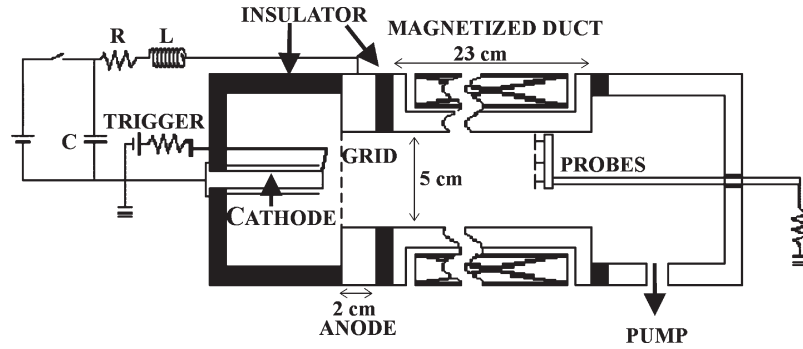 INSULATOR
R
L
MAGNETIZED DUCT
23 cm
TRIGGER
C
GRID
5 cm
PROBES
CATHODE
2 cm
ANODE
PUMP